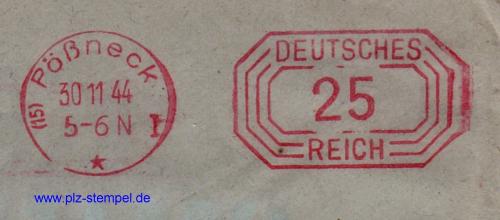 (15) Pößneck
30 11 44
5-6 N I
*
DEUTSCHES
25
REICH
www.plz-stempel.de